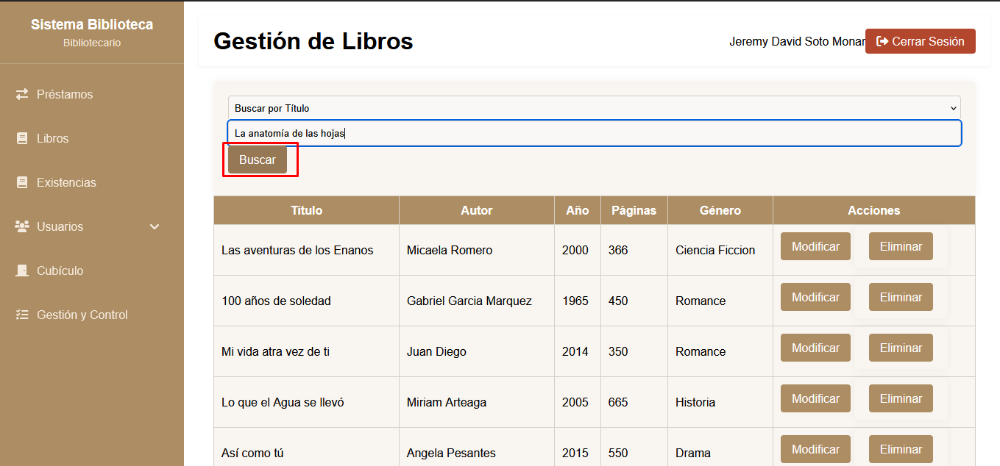 Sistema Biblioteca
Bibliotecario
Préstamos
Libros
Existencias
Usuarios
Cubículo
Gestión y Control
Gestión de Libros
Jeremy David Soto Monar
Cerrar Sesión
Buscar por Título
La anatomía de las hojas
Buscar
Título Autor Año Páginas Género Acciones
Las aventuras de los Enanos Micaela Romero 2000 366 Ciencia Ficcion Modificar Eliminar
100 años de soledad Gabriel Garcia Marquez 1965 450 Romance Modificar Eliminar
Mi vida atra vez de ti Juan Diego 2014 350 Romance Modificar Eliminar
Lo que el Agua se llevó Miriam Arteaga 2005 665 Historia Modificar Eliminar
Así como tú Angela Pesantes 2015 550 Drama Modificar Eliminar